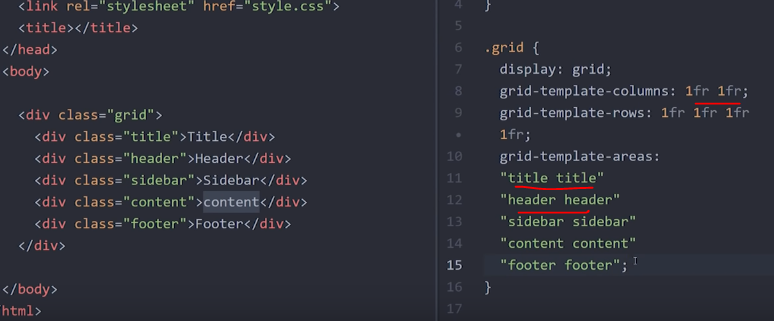 <link rel="stylesheet" href="style.css">
<title></title>
</head>
<body>
<div class="grid">
<div class="title">Title</div>
<div class="header">Header</div>
<div class="sidebar">Sidebar</div>
<div class="content">content</div>
<div class="footer">Footer</div>
</div>
</body>
html>
4 }
5
6 .grid {
7 display: grid;
8 grid-template-columns: 1fr 1fr;
9 grid-template-rows: 1fr 1fr 1fr
• 1fr;
10 grid-template-areas:
11 "title title"
12 "header header"
13 "sidebar sidebar"
14 "content content"
15 "footer footer";
16 }
17